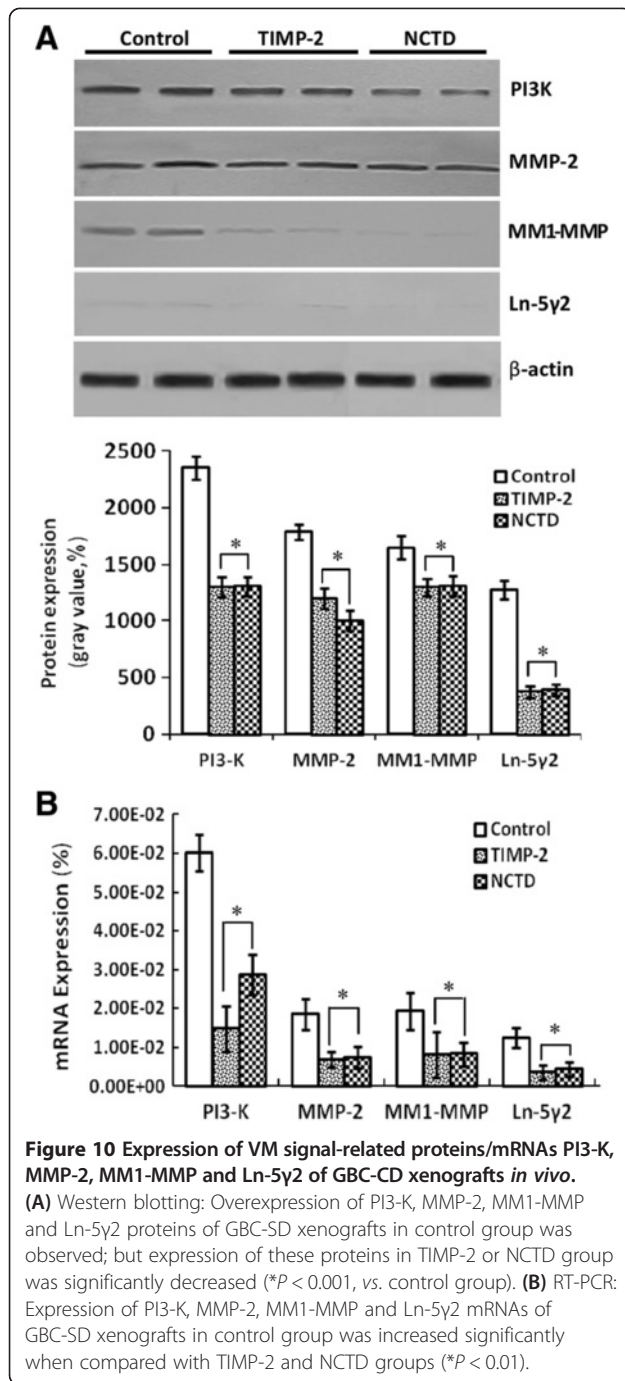 A
Control TIMP-2 NCTD
PI3K
MMP-2
MM1-MMP
Ln-5γ2
β-actin
Protein expression
(gray value,%)
2500
2000
1500
1000
500
0
Control
TIMP-2
NCTD
* * * *
PI3-K MMP-2 MM1-MMP Ln-5γ2
B
mRNA Expression (%)
7.00E-02
6.00E-02
5.00E-02
4.00E-02
3.00E-02
2.00E-02
1.00E-02
0.00E+00
Control
TIMP-2
NCTD
* * * *
PI3-K MMP-2 MM1-MMP Ln-5γ2
Figure 10 Expression of VM signal-related proteins/mRNAs PI3-K,
MMP-2, MM1-MMP and Ln-5γ2 of GBC-CD xenografts in vivo.
(A) Western blotting: Overexpression of PI3-K, MMP-2, MM1-MMP
and Ln-5γ2 proteins of GBC-SD xenografts in control group was
observed; but expression of these proteins in TIMP-2 or NCTD group
was significantly decreased (*P < 0.001, vs. control group). (B) RT-PCR:
Expression of PI3-K, MMP-2, MM1-MMP and Ln-5γ2 mRNAs of
GBC-SD xenografts in control group was increased significantly
when compared with TIMP-2 and NCTD groups (*P < 0.01).